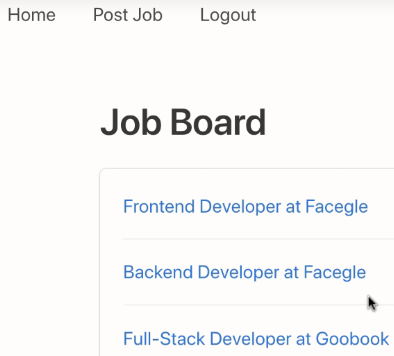 Home Post Job Logout
Job Board
Frontend Developer at Facegle
Backend Developer at Facegle
Full-Stack Developer at Goobook